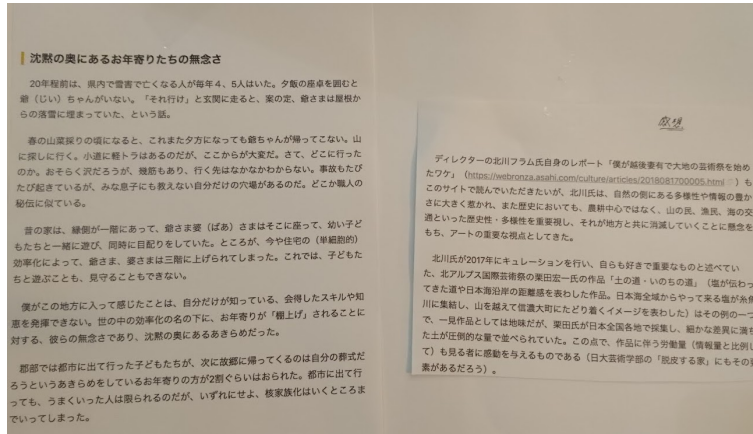 沈黙の奥にあるお年寄りたちの無念さ
20年程前は、県内で雪害で亡くなる人が毎年４、５人はいた。夕飯の座卓を囲むと
爺（じい）ちゃんがいない。「それ行け」と玄関に走ると、案の定、爺さまは屋根か
らの落雪に埋まっていた、という話。
春の山菜採りの頃になると、これまた夕方になっても爺ちゃんが帰ってこない。山
に探しに行く。小道に軽トラはあるのだが、ここからが大変だ。さて、どこに行った
のか。おそらく沢だろうが、幾筋もあり、行く先はなかなかわからない。事故もたび
たび起きているが、みな息子にも教えない自分だけの穴場があるのだ。どこか職人の
秘伝に似ている。
昔の家は、縁側が一階にあって、爺さま婆（ばあ）さまはそこに座って、幼い子ど
もたちと一緒に遊び、同時に目配りをしていた。ところが、今や住宅の（単細胞的）
効率化によって、爺さま、婆さまは三階に上げられてしまった。これでは、子どもた
ちと遊ぶことも、見守ることもできない。
僕がこの地方に入って感じたことは、自分だけが知っている、会得したスキルや知
恵を発揮できない。世の中の効率化の名の下に、お年寄りが「棚上げ」されることに
対する、彼らの無念さであり、沈黙の奥にあるあきらめだった。
郡部では都市に出て行った子どもたちが、次に故郷に帰ってくるのは自分の葬式だ
ろうというあきらめをしているお年寄りの方が２割ぐらいはおられた。都市に出て行
っても、うまくいった人は限られるのだが、いずれにせよ、核家族化はいくところま
でいってしまった。
ディレクターの北川フラム氏自身のレポート「僕が越後妻有で大地の芸術祭を始め
たワケ」（https://webronza.asahi.com/culture/articles/2018081700005.html）も
このサイトで読んでいただきたいが、北川氏は、自然の側にある多様性や情報の豊か
さに大きく惹かれ、また歴史においても、農耕中心ではなく、山の民、漁民、海の交
通といった歴史性・多様性を重要視し、それが地方と共に消滅していくことに懸念を
もち、アートの重要な視点としてきた。
北川氏が2017年にキュレーションを行い、自らも好きで重要なものと述べてい
た、北アルプス国際芸術祭の栗田宏一氏の作品「土の道・いのちの道」（塩が伝わっ
てきた道や日本海沿岸の距離感を表わした作品。日本海全域からやって来る塩が糸魚
川に集結し、山を越えて信濃大町にたどり着くイメージを表わした）はその例の一つ
で、一見作品としては地味だが、栗田氏が日本全国各地で採集し、細かな差異に満ち
た土が圧倒的な量で並べられていた。この点で、作品に伴う労働量（情報量と比例し
て）も見る者に感動を与えるものである（日大芸術学部の「脱皮する家」にもその要
素があるだろう）。